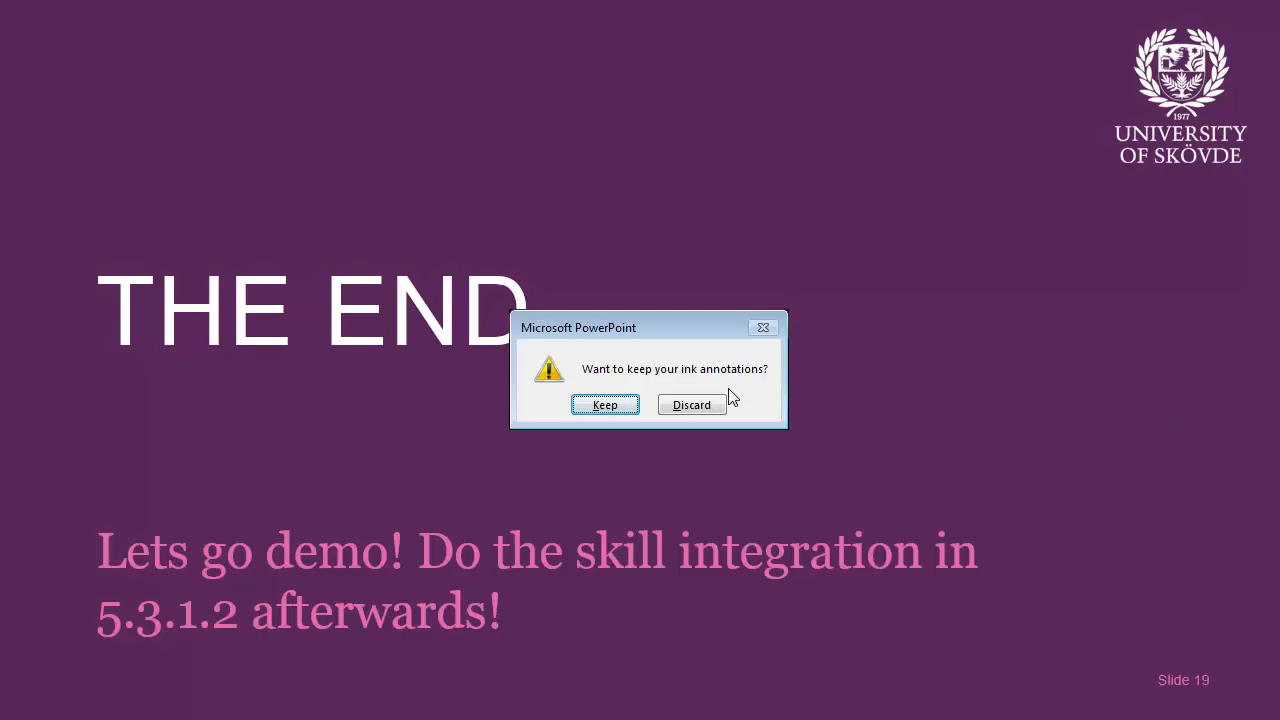 1977
UNIVERSITY
OF SKÖVDE
THE END
Microsoft PowerPoint
Want to keep your ink annotations?
Keep
Discard
Lets go demo! Do the skill integration in
5.3.1.2 afterwards!
Slide 19